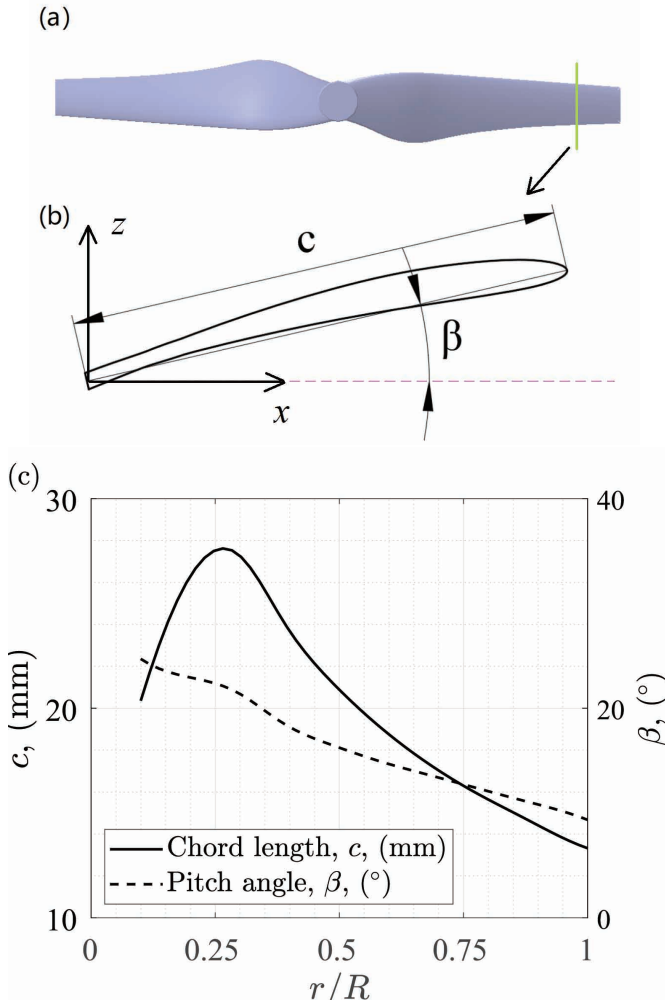 (a)
(b)
z
c
β
x
(c)
30
40
20
20
10
0
c, (mm)
β, (°)
Chord length, c, (mm)
Pitch angle, β, (°)
0
0.25
0.5
0.75
1
r/R